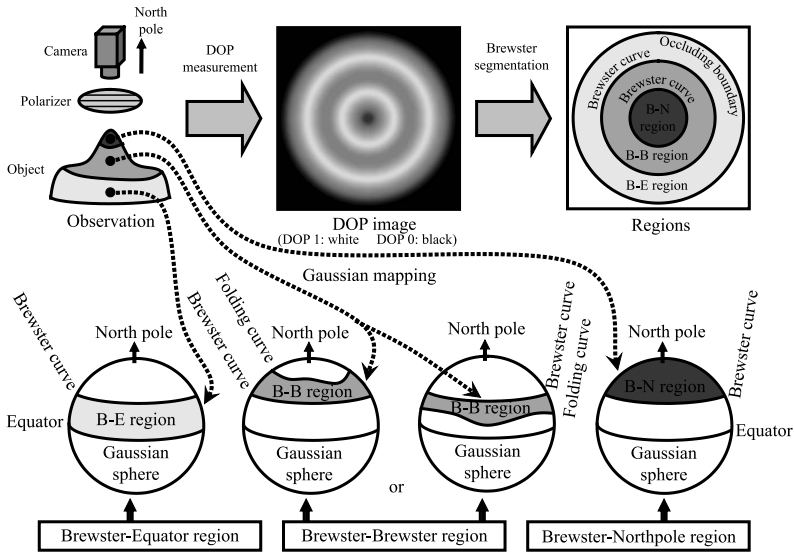 North
pole
Camera
Polarizer
Object
Observation
DOP
measurement
DOP image
(DOP 1: white DOP 0: black)
Brewster
segmentation
Occluding boundary
Brewster curve
Brewster curve
B-N
region
B-B region
B-E region
Regions
Gaussian mapping
Brewster curve
North pole
B-E region
Equator
Gaussian
sphere
Folding curve
Brewster curve
North pole
B-B region
Gaussian
sphere
or
North pole
B-B region
Gaussian
sphere
Brewster curve
Folding curve
North pole
B-N region
Brewster curve
Equator
Gaussian
sphere
Brewster-Equator region
Brewster-Brewster region
Brewster-Northpole region